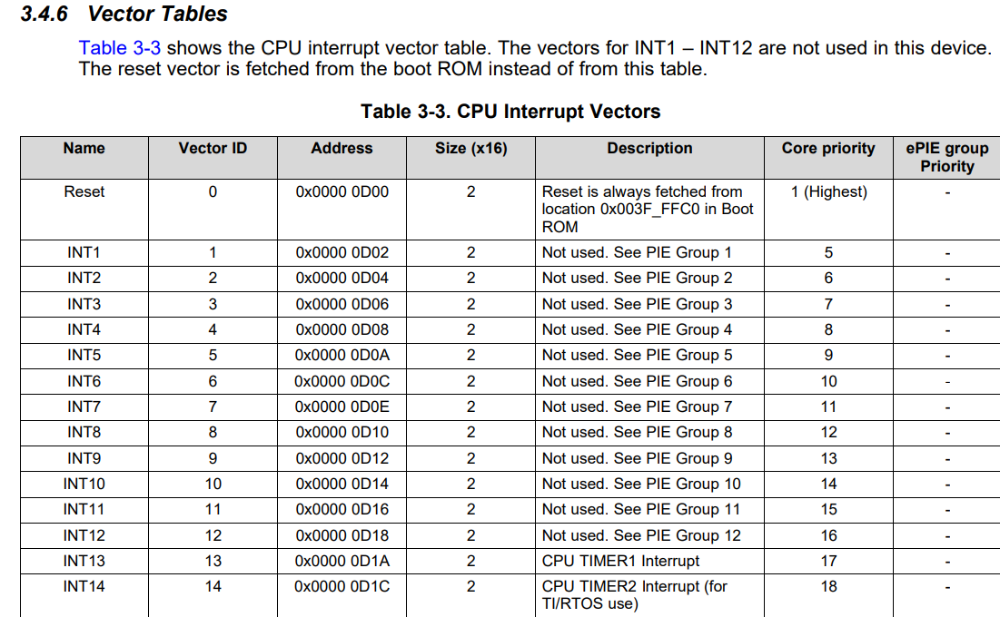 3.4.6 Vector Tables
Table 3-3 shows the CPU interrupt vector table. The vectors for INT1 – INT12 are not used in this device.
The reset vector is fetched from the boot ROM instead of from this table.
Table 3-3. CPU Interrupt Vectors
Name Vector ID Address Size (x16) Description Core priority ePIE group
Priority
Reset 0 0x0000 0D00 2 Reset is always fetched from 1 (Highest) -
location 0x003F_FFC0 in Boot
ROM
INT1 1 0x0000 0D02 2 Not used. See PIE Group 1 5 -
INT2 2 0x0000 0D04 2 Not used. See PIE Group 2 6 -
INT3 3 0x0000 0D06 2 Not used. See PIE Group 3 7 -
INT4 4 0x0000 0D08 2 Not used. See PIE Group 4 8 -
INT5 5 0x0000 0D0A 2 Not used. See PIE Group 5 9 -
INT6 6 0x0000 0D0C 2 Not used. See PIE Group 6 10 -
INT7 7 0x0000 0D0E 2 Not used. See PIE Group 7 11 -
INT8 8 0x0000 0D10 2 Not used. See PIE Group 8 12 -
INT9 9 0x0000 0D12 2 Not used. See PIE Group 9 13 -
INT10 10 0x0000 0D14 2 Not used. See PIE Group 10 14 -
INT11 11 0x0000 0D16 2 Not used. See PIE Group 11 15 -
INT12 12 0x0000 0D18 2 Not used. See PIE Group 12 16 -
INT13 13 0x0000 0D1A 2 CPU TIMER1 Interrupt 17 -
INT14 14 0x0000 0D1C 2 CPU TIMER2 Interrupt (for 18 -
TI/RTOS use)